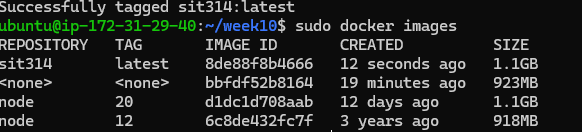 Successfully tagged sit314:latest
ubuntu@ip-172-31-29-40:~/week10$ sudo docker images
REPOSITORY TAG IMAGE ID CREATED SIZE
sit314 latest 8de88f8b4666 12 seconds ago 1.1GB
<none> <none> bbfdf52b8164 19 minutes ago 923MB
node 20 d1dc1d708aab 12 days ago 1.1GB
node 12 6c8de432fc7f 3 years ago 918MB